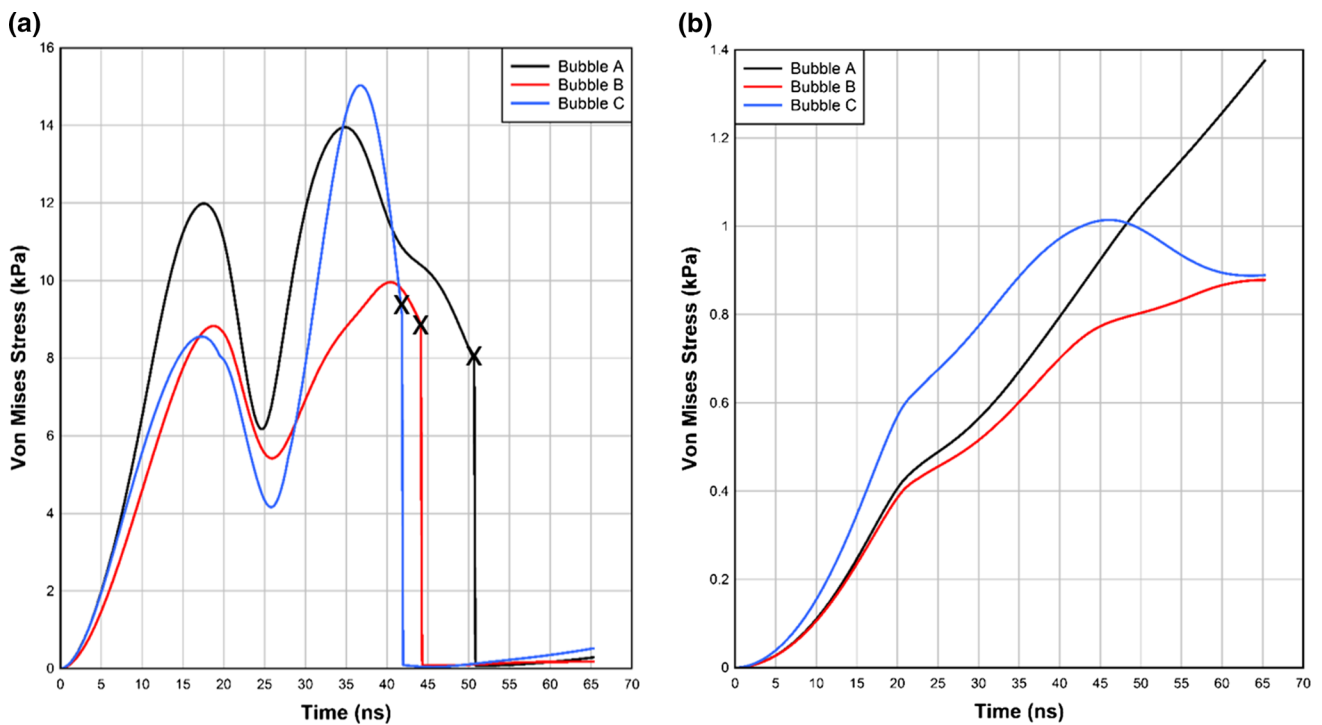 (a)
Von Mises Stress (kPa)
16
14
12
10
8
6
4
2
0
Bubble A
Bubble B
Bubble C
X
X
X
0 5 10 15 20 25 30 35 40 45 50 55 60 65 70
Time (ns)
(b)
Von Mises Stress (kPa)
1.4
1.2
1
0.8
0.6
0.4
0.2
0
Bubble A
Bubble B
Bubble C
0 5 10 15 20 25 30 35 40 45 50 55 60 65 70
Time (ns)